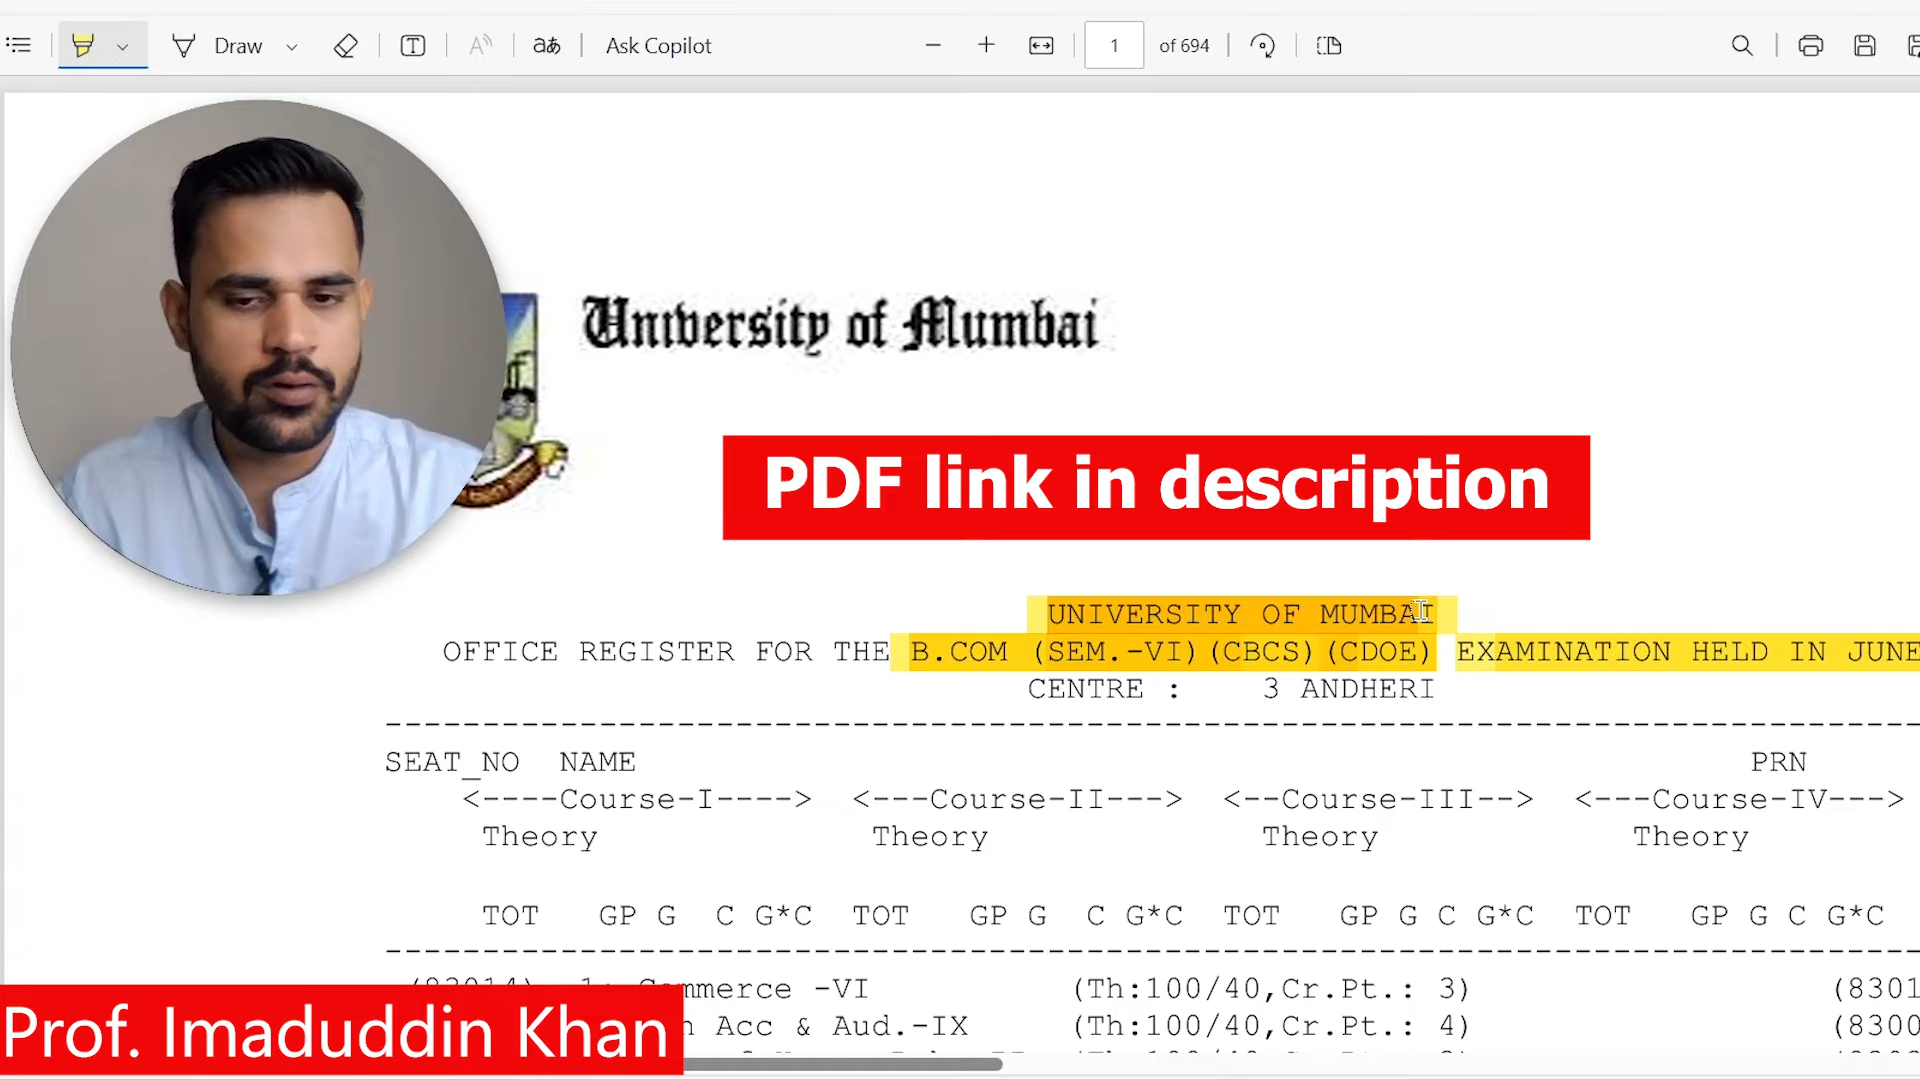 Draw
Ask Copilot
1 of 694
University of Mumbai
PDF link in description
UNIVERSITY OF MUMBAI
OFFICE REGISTER FOR THE B.COM (SEM.-VI)(CBCS)(CDOE) EXAMINATION HELD IN JUNE
CENTRE : 3 ANDHERI
SEAT_NO NAME PRN
<----Course-I----> <---Course-II---> <--Course-III--> <---Course-IV--->
Theory Theory Theory Theory
TOT GP G C G*C TOT GP G C G*C TOT GP G C G*C TOT GP G C G*C
Commerce -VI (Th:100/40,Cr.Pt.: 3) (8301
Acc & Aud.-IX (Th:100/40,Cr.Pt.: 4) (8300
Prof. Imaduddin Khan